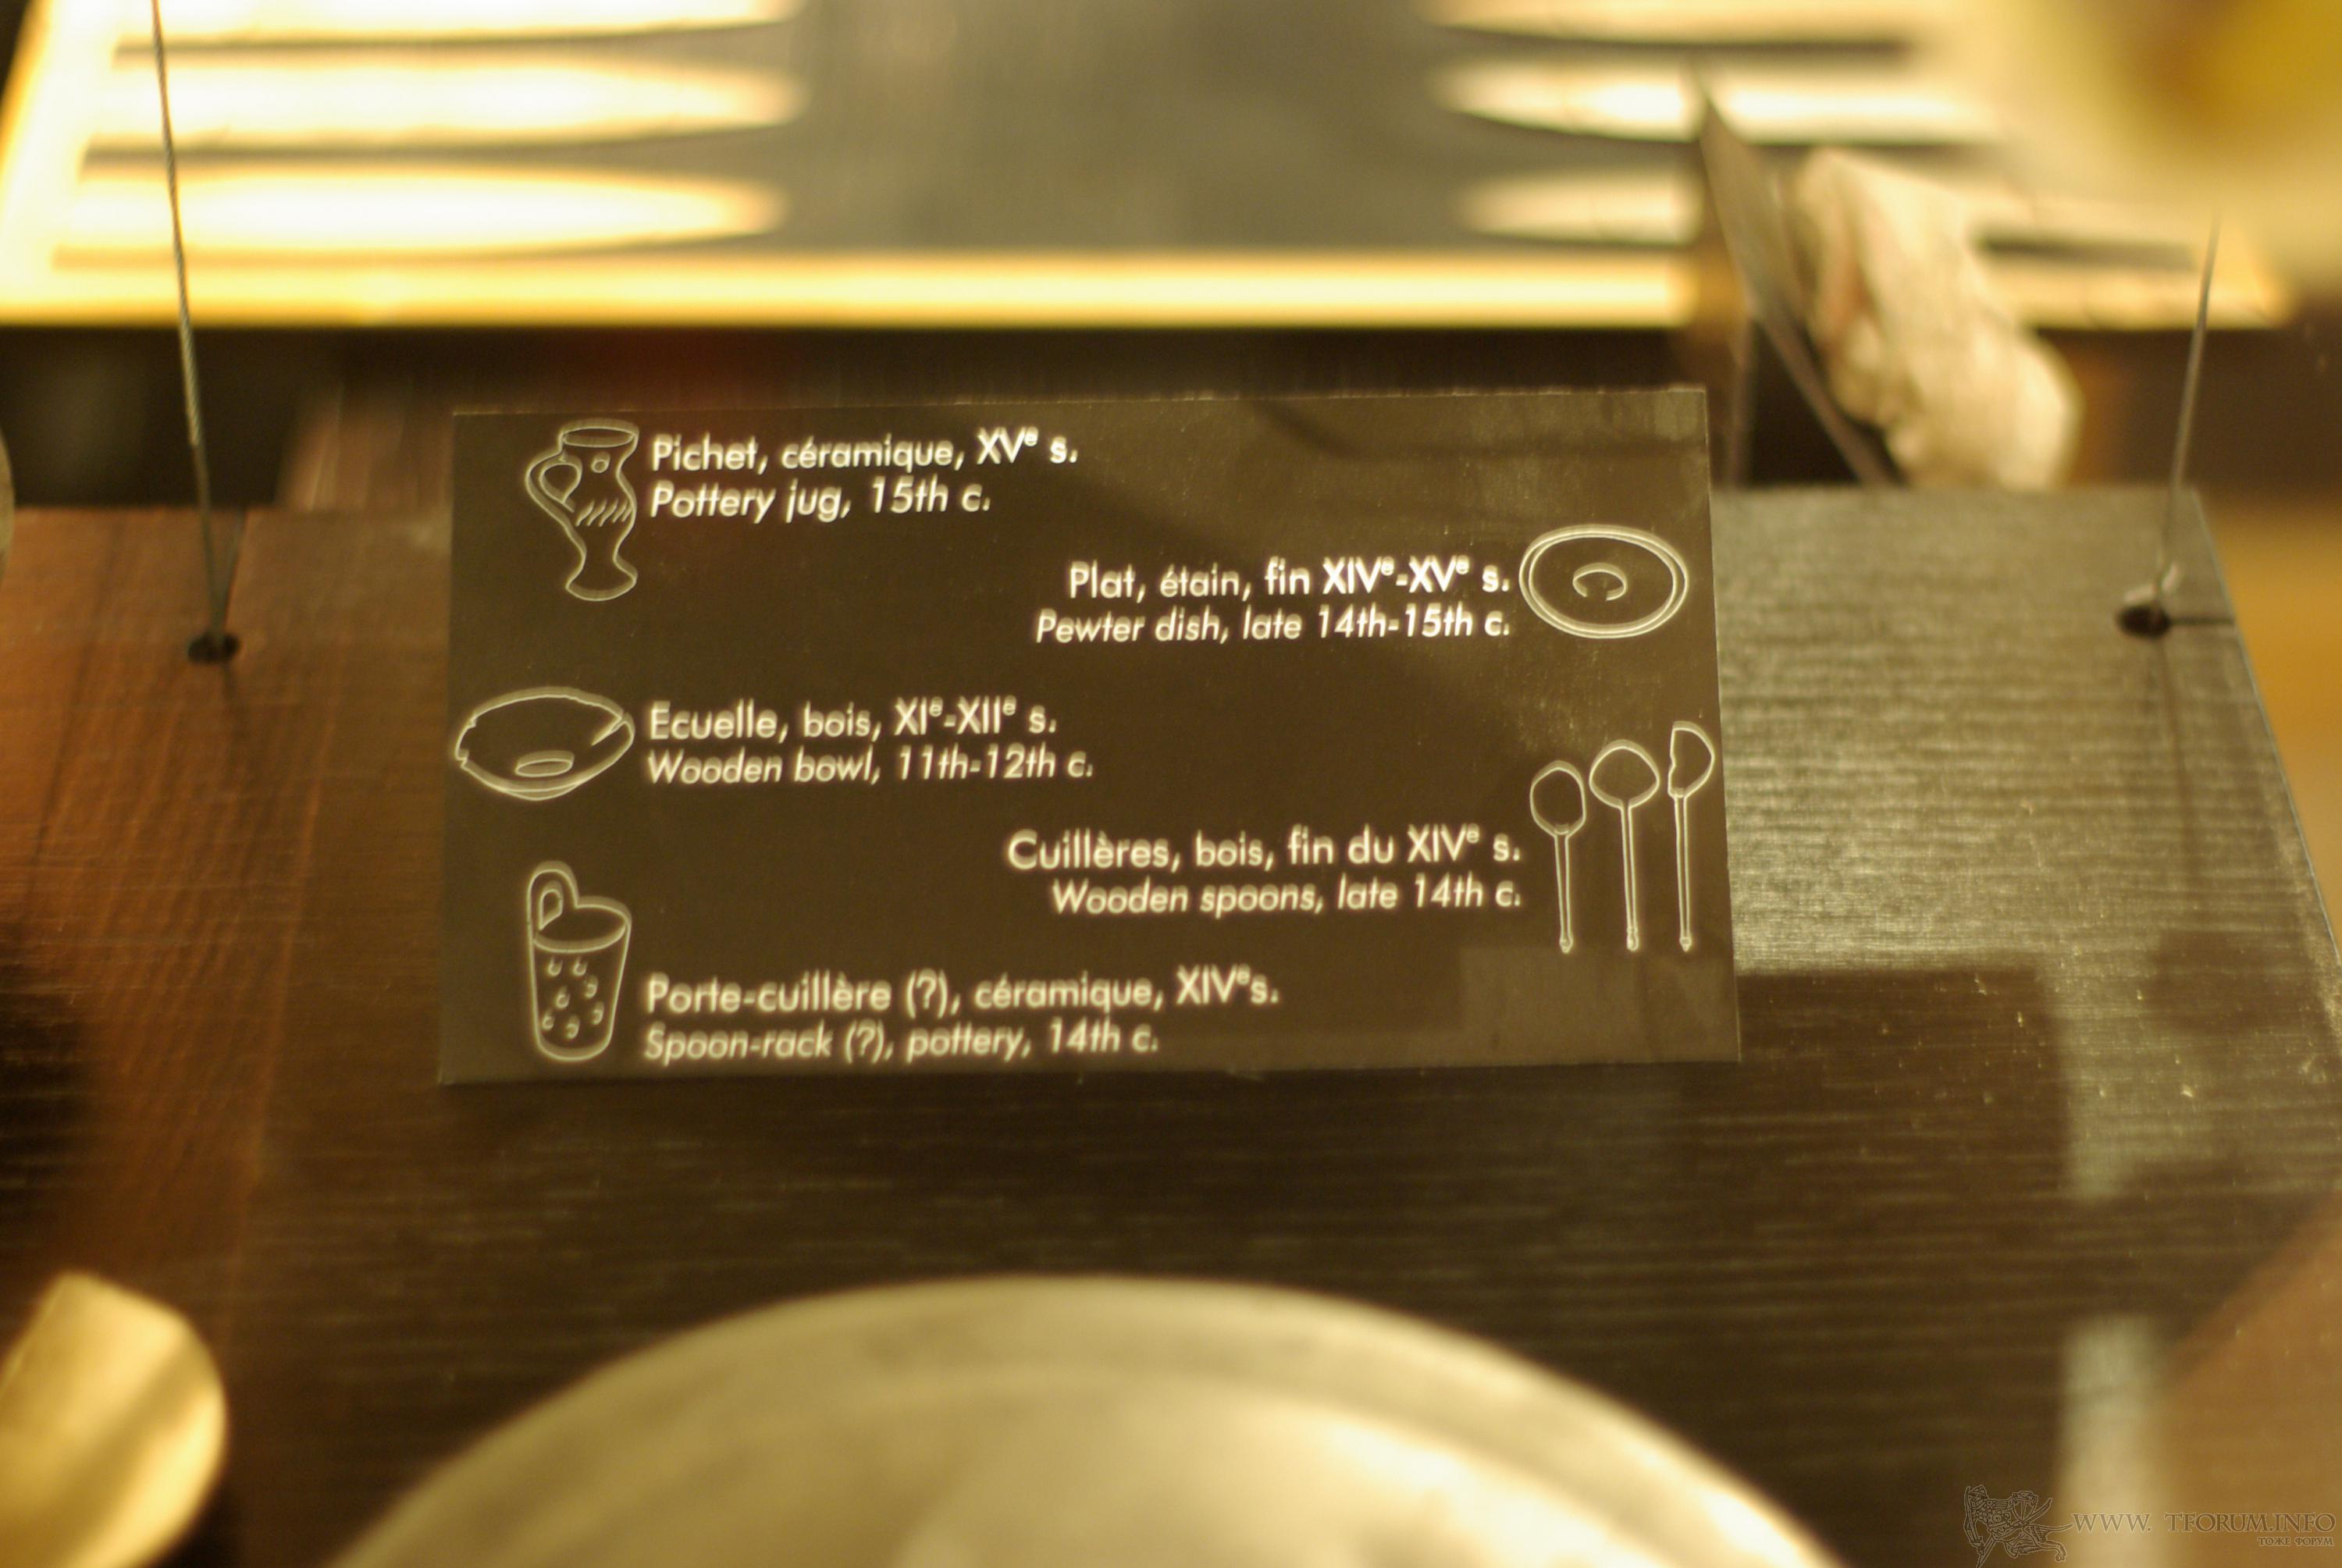 Pichet, céramique, XVᵉ s.
Pottery jug, 15th c.
Plat, étain, fin XIVᵉ-XVᵉ s.
Pewter dish, late 14th-15th c.
Ecuelle, bois, XIᵉ-XIIᵉ s.
Wooden bowl, 11th-12th c.
Cuillères, bois, fin du XIVᵉ s.
Wooden spoons, late 14th c.
Porte-cuillère (?), céramique, XIVᵉs.
Spoon-rack (?), pottery, 14th c.
WWW. TFORUM.INFO
ТОЖЕ ФОРУМ